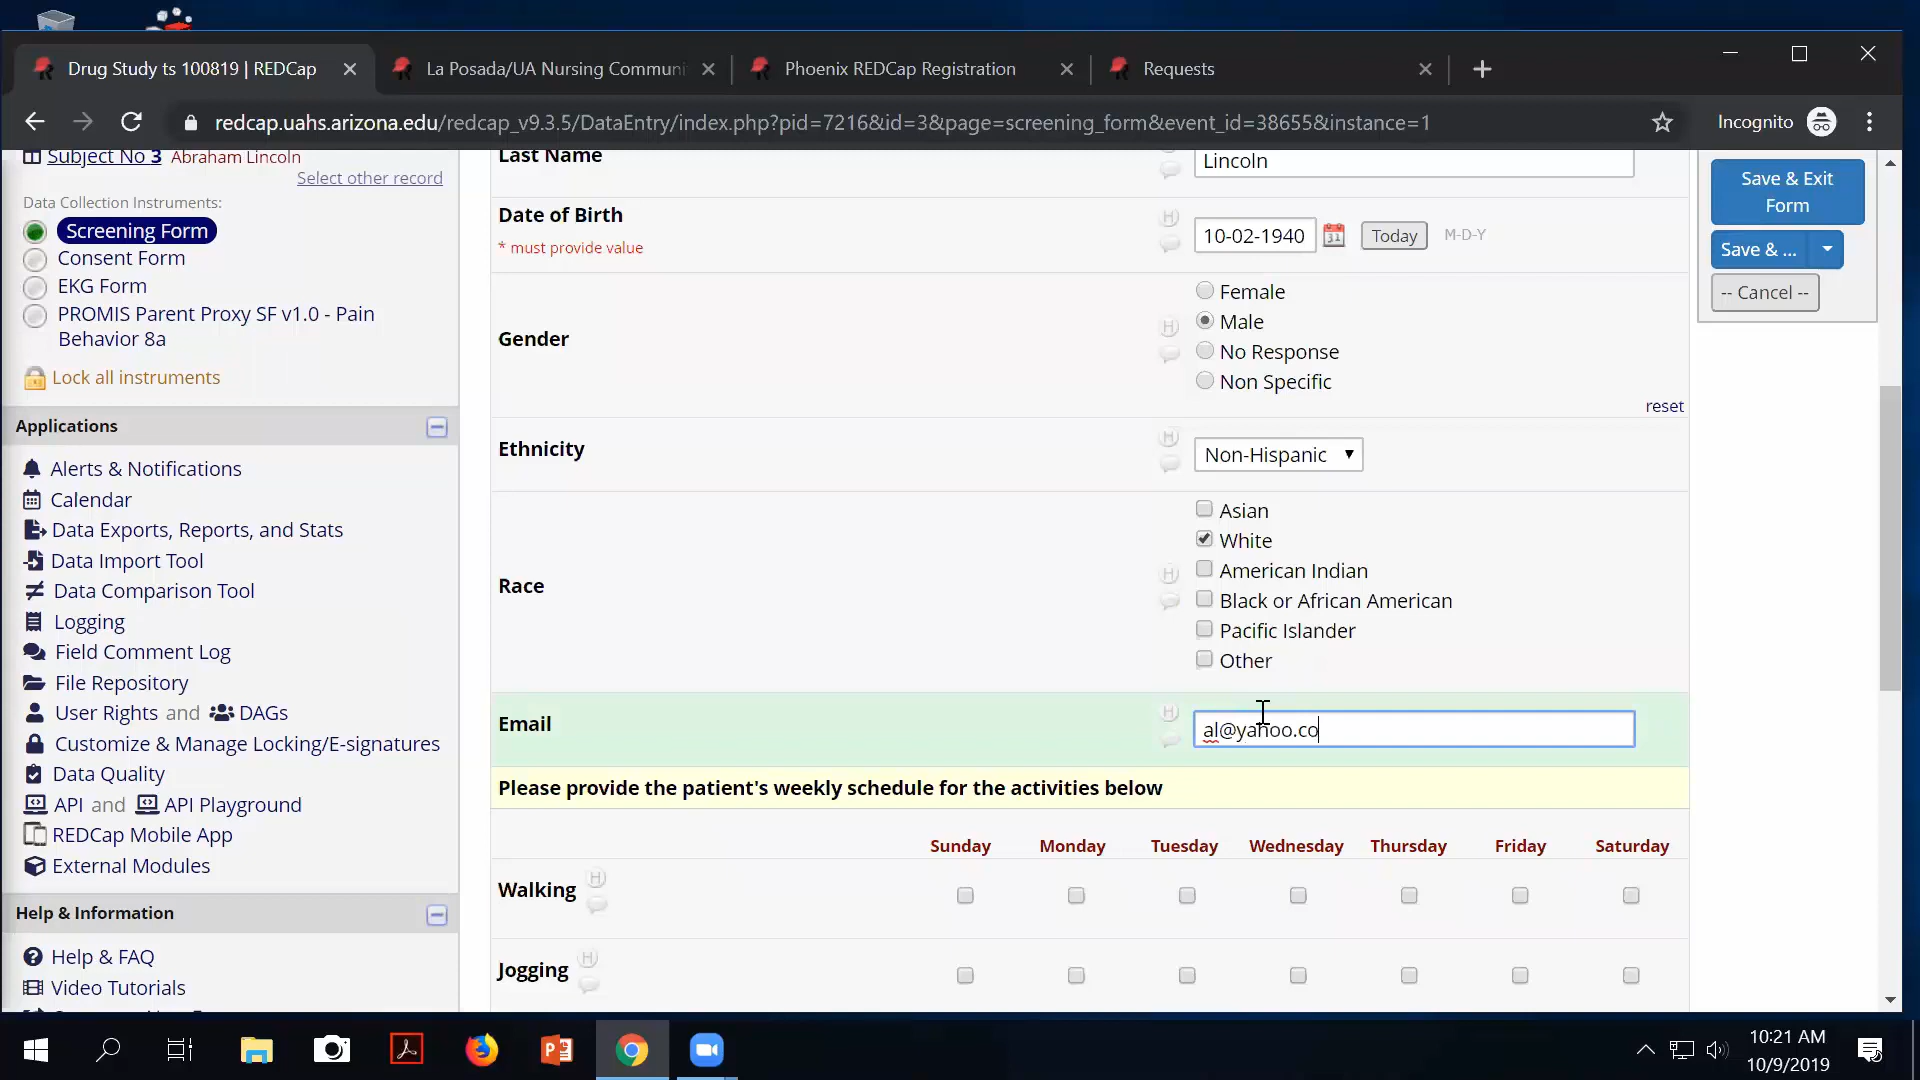 Drug Study ts 100819 | REDCap
La Posada/UA Nursing Communi
Phoenix REDCap Registration
Requests
redcap.uahs.arizona.edu/redcap_v9.3.5/DataEntry/index.php?pid=7216&id=3&page=screening_form&event_id=38655&instance=1
Incognito
Subject No 3 Abraham Lincoln
Select other record
Data Collection Instruments:
Screening Form
Consent Form
EKG Form
PROMIS Parent Proxy SF v1.0 - Pain
Behavior 8a
Lock all instruments
Applications
Alerts & Notifications
Calendar
Data Exports, Reports, and Stats
Data Import Tool
Data Comparison Tool
Logging
Field Comment Log
File Repository
User Rights and DAGs
Customize & Manage Locking/E-signatures
Data Quality
API and API Playground
REDCap Mobile App
External Modules
Help & Information
Help & FAQ
Video Tutorials
Last Name
Lincoln
Date of Birth
* must provide value
H
10-02-1940
31
Today
M-D-Y
Gender
H
Female
Male
No Response
Non Specific
reset
Ethnicity
H
Non-Hispanic
Race
H
Asian
White
American Indian
Black or African American
Pacific Islander
Other
Email
H
al@yahoo.co
Please provide the patient's weekly schedule for the activities below
Sunday Monday Tuesday Wednesday Thursday Friday Saturday
Walking H
Jogging H
Save & Exit
Form
Save & ...
-- Cancel --
10:21 AM
10/9/2019